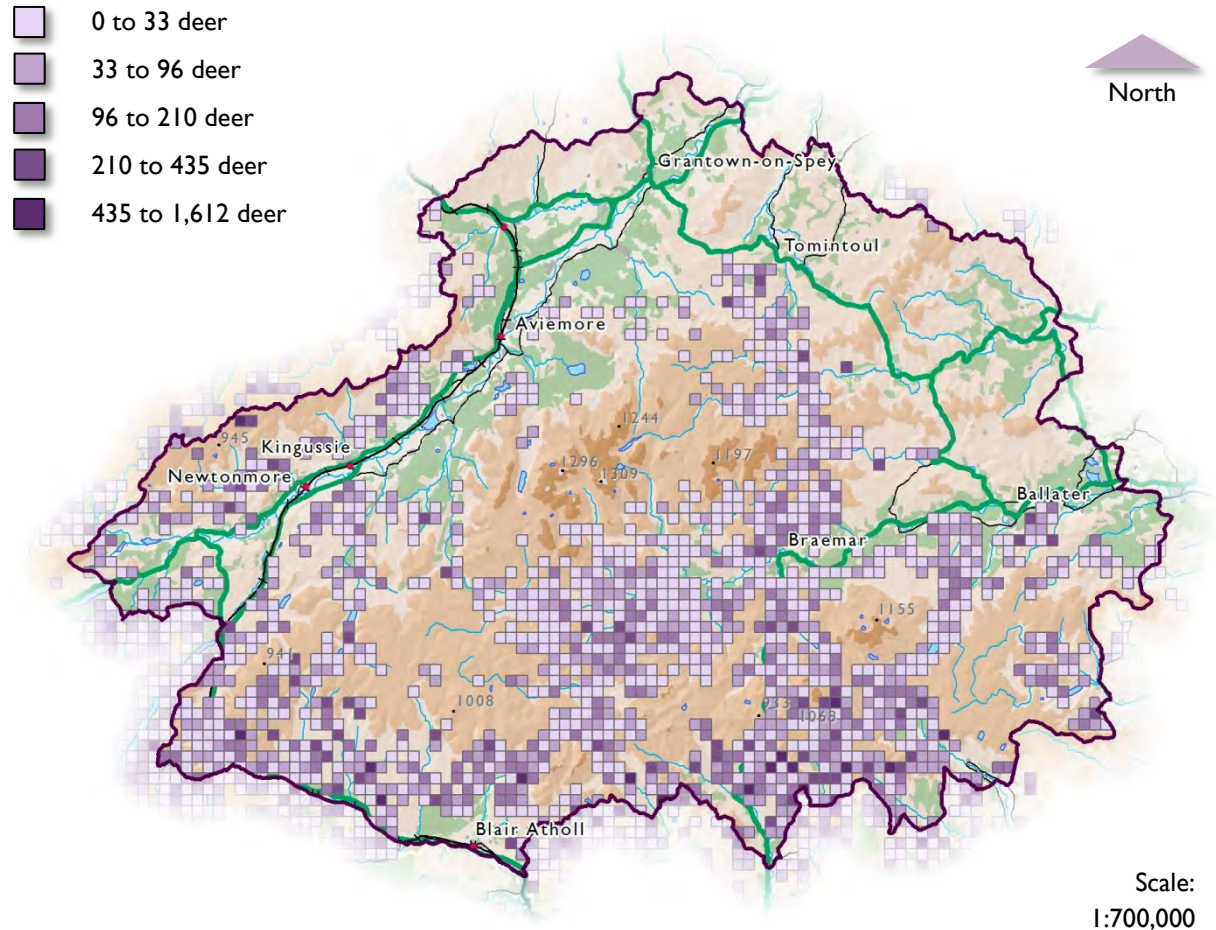 0 to 33 deer
33 to 96 deer
96 to 210 deer
210 to 435 deer
435 to 1,612 deer
North
Grantown-on-Spey
Tomintoul
Aviemore
1244
945
Kingussie
1296
1309
1197
Newtonmore
Ballater
Braemar
1155
941
1008
933
1068
Blair Atholl
Scale:
1:700,000